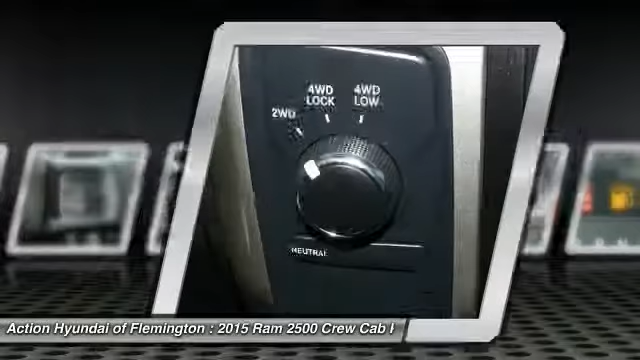 4WD LOCK
4WD LOW
2WD
NEUTRAL
Action Hyundai of Flemington : 2015 Ram 2500 Crew Cab